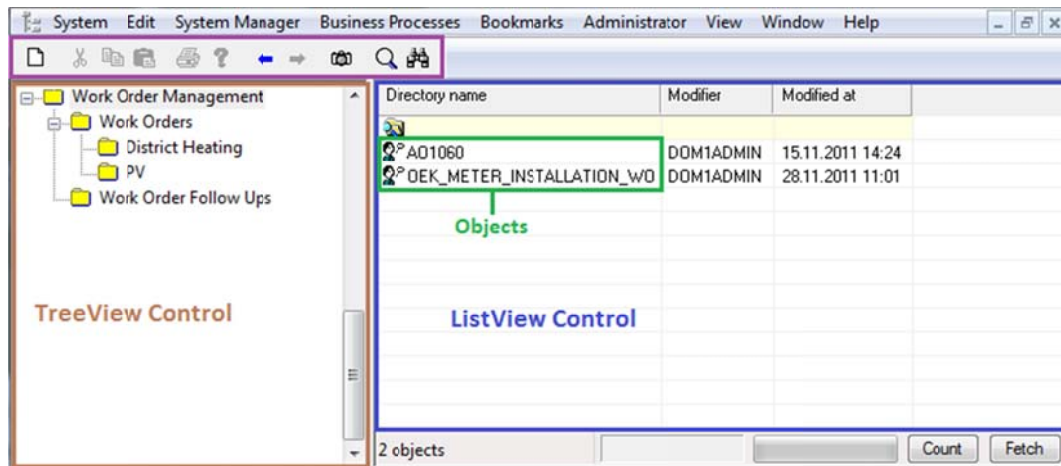 System Edit System Manager Business Processes Bookmarks Administrator View Window Help
Work Order Management
Work Orders
District Heating
PV
Work Order Follow Ups
TreeView Control
Directory name Modifier Modified at
AO1060 DOM1ADMIN 15.11.2011 14:24
OEK_METER_INSTALLATION_WO DOM1ADMIN 28.11.2011 11:01
Objects
ListView Control
2 objects Count Fetch